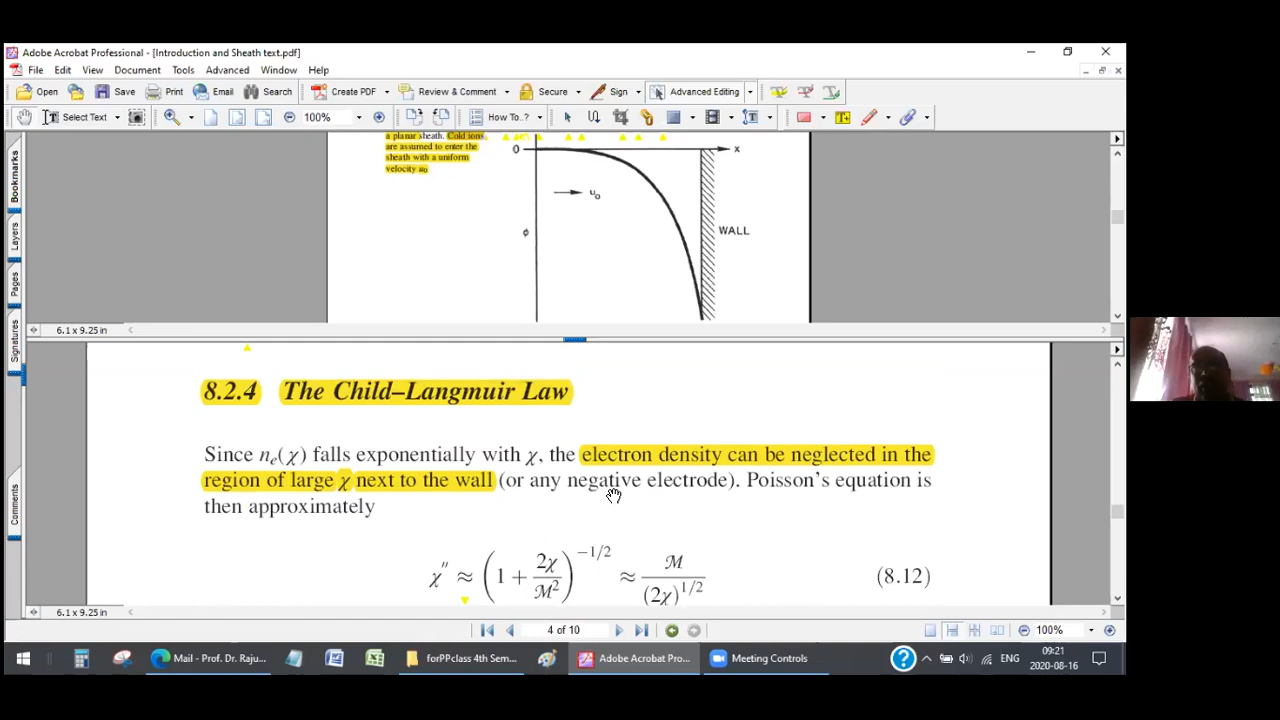 Adobe Acrobat Professional - [Introduction and Sheath text.pdf]
File Edit View Document Tools Advanced Window Help
Open Save Print Email Search Create PDF Review & Comment Secure Sign Advanced Editing
Select Text 100% How To..?
a planar sheath. Cold ions
are assumed to enter the
sheath with a uniform
velocity u₀
0 x
u₀
ϕ WALL
6.1 x 9.25 in
Bookmarks
Layers
Pages
Signatures
Comments
8.2.4 The Child–Langmuir Law
Since nₑ(χ) falls exponentially with χ, the electron density can be neglected in the
region of large χ next to the wall (or any negative electrode). Poisson's equation is
then approximately
χ″ ≈ (1 + 2χ/ℳ²)^−1/2 ≈ ℳ/(2χ)^1/2 (8.12)
6.1 x 9.25 in
4 of 10 100%
Mail - Prof. Dr. Raju... forPPclass 4th Sem... Adobe Acrobat Pro... Meeting Controls ? ENG 09:21
2020-08-16